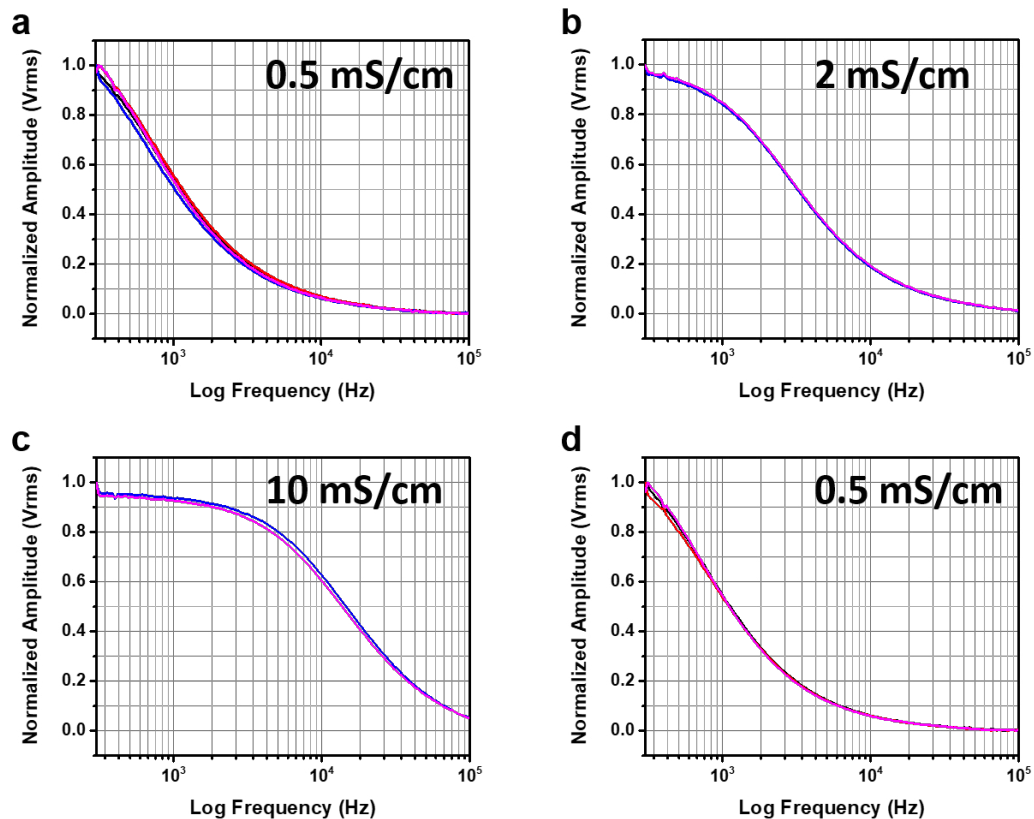 a
0.5 mS/cm
Normalized Amplitude (Vrms)
1.0
0.8
0.6
0.4
0.2
0.0
10³
10⁴
10⁵
Log Frequency (Hz)
b
2 mS/cm
Normalized Amplitude (Vrms)
1.0
0.8
0.6
0.4
0.2
0.0
10³
10⁴
10⁵
Log Frequency (Hz)
c
10 mS/cm
Normalized Amplitude (Vrms)
1.0
0.8
0.6
0.4
0.2
0.0
10³
10⁴
10⁵
Log Frequency (Hz)
d
0.5 mS/cm
Normalized Amplitude (Vrms)
1.0
0.8
0.6
0.4
0.2
0.0
10³
10⁴
10⁵
Log Frequency (Hz)